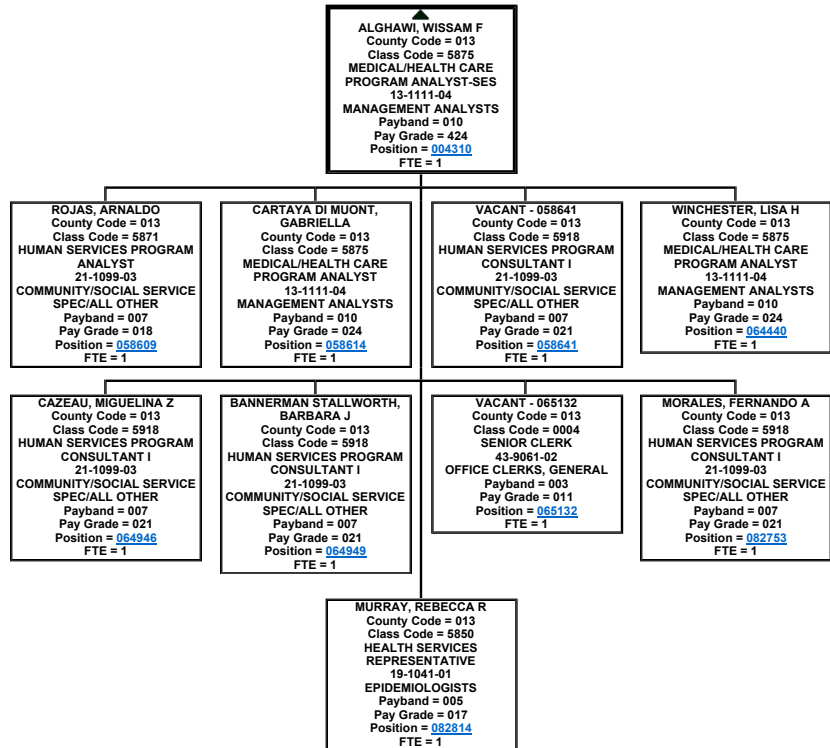 ALGHAWI, WISSAM F
County Code = 013
Class Code = 5875
MEDICAL/HEALTH CARE
PROGRAM ANALYST-SES
13-1111-04
MANAGEMENT ANALYSTS
Payband = 010
Pay Grade = 424
Position = 004310
FTE = 1
ROJAS, ARNALDO
County Code = 013
Class Code = 5871
HUMAN SERVICES PROGRAM
ANALYST
21-1099-03
COMMUNITY/SOCIAL SERVICE
SPEC/ALL OTHER
Payband = 007
Pay Grade = 018
Position = 058609
FTE = 1
CARTAYA DI MUONT,
GABRIELLA
County Code = 013
Class Code = 5875
MEDICAL/HEALTH CARE
PROGRAM ANALYST
13-1111-04
MANAGEMENT ANALYSTS
Payband = 010
Pay Grade = 024
Position = 058614
FTE = 1
VACANT - 058641
County Code = 013
Class Code = 5918
HUMAN SERVICES PROGRAM
CONSULTANT I
21-1099-03
COMMUNITY/SOCIAL SERVICE
SPEC/ALL OTHER
Payband = 007
Pay Grade = 021
Position = 058641
FTE = 1
WINCHESTER, LISA H
County Code = 013
Class Code = 5875
MEDICAL/HEALTH CARE
PROGRAM ANALYST
13-1111-04
MANAGEMENT ANALYSTS
Payband = 010
Pay Grade = 024
Position = 064440
FTE = 1
CAZEAU, MIGUELINA Z
County Code = 013
Class Code = 5918
HUMAN SERVICES PROGRAM
CONSULTANT I
21-1099-03
COMMUNITY/SOCIAL SERVICE
SPEC/ALL OTHER
Payband = 007
Pay Grade = 021
Position = 064946
FTE = 1
BANNERMAN STALLWORTH,
BARBARA J
County Code = 013
Class Code = 5918
HUMAN SERVICES PROGRAM
CONSULTANT I
21-1099-03
COMMUNITY/SOCIAL SERVICE
SPEC/ALL OTHER
Payband = 007
Pay Grade = 021
Position = 064949
FTE = 1
VACANT - 065132
County Code = 013
Class Code = 0004
SENIOR CLERK
43-9061-02
OFFICE CLERKS, GENERAL
Payband = 003
Pay Grade = 011
Position = 065132
FTE = 1
MORALES, FERNANDO A
County Code = 013
Class Code = 5918
HUMAN SERVICES PROGRAM
CONSULTANT I
21-1099-03
COMMUNITY/SOCIAL SERVICE
SPEC/ALL OTHER
Payband = 007
Pay Grade = 021
Position = 082753
FTE = 1
MURRAY, REBECCA R
County Code = 013
Class Code = 5850
HEALTH SERVICES
REPRESENTATIVE
19-1041-01
EPIDEMIOLOGISTS
Payband = 005
Pay Grade = 017
Position = 082814
FTE = 1